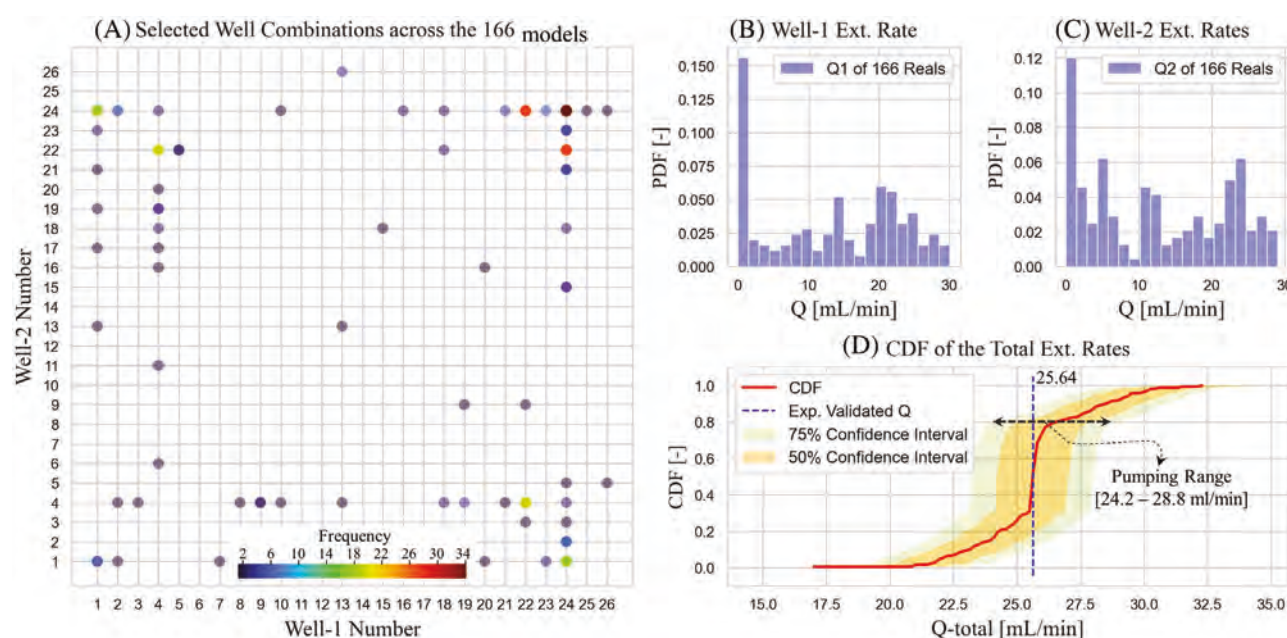 (A) Selected Well Combinations across the 166 models
26
25
24
23
22
21
20
19
18
17
16
15
14
13
12
11
10
9
8
7
6
5
4
3
2
1
Well-2 Number
Frequency
2 6 10 14 18 22 26 30 34
1 2 3 4 5 6 7 8 9 10 11 12 13 14 15 16 17 18 19 20 21 22 23 24 25 26
Well-1 Number
(B) Well-1 Ext. Rate
Q1 of 166 Reals
0.150
0.125
0.100
0.075
0.050
0.025
0.000
PDF [-]
0 10 20 30
Q [mL/min]
(C) Well-2 Ext. Rates
Q2 of 166 Reals
0.12
0.10
0.08
0.06
0.04
0.02
0.00
PDF [-]
0 10 20 30
Q [mL/min]
(D) CDF of the Total Ext. Rates
25.64
CDF
Exp. Validated Q
75% Confidence Interval
50% Confidence Interval
Pumping Range
[24.2 – 28.8 ml/min]
1.0
0.8
0.6
0.4
0.2
0.0
CDF [-]
15.0 17.5 20.0 22.5 25.0 27.5 30.0 32.5 35.0
Q-total [mL/min]